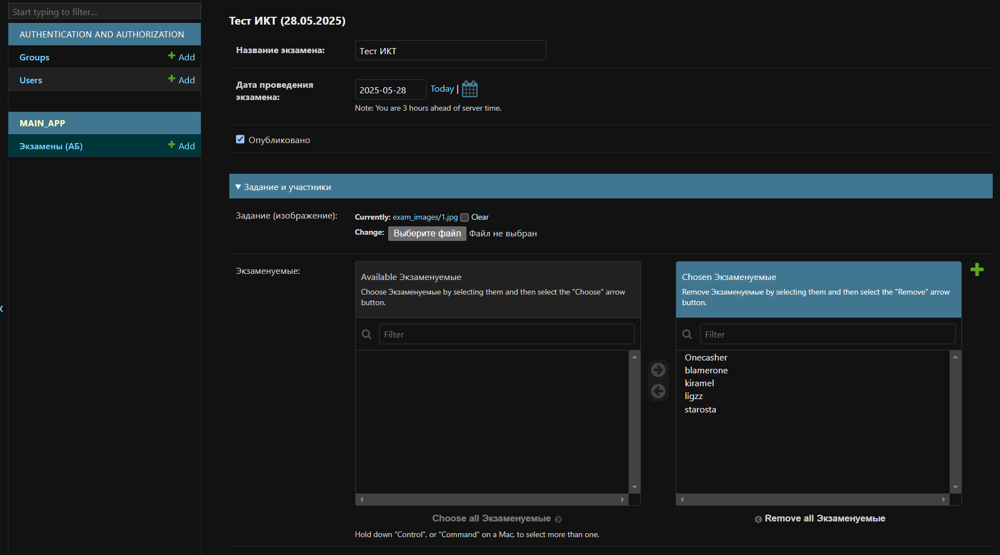 Start typing to filter...
AUTHENTICATION AND AUTHORIZATION
Groups
Add
Users
Add
MAIN_APP
Экзамены (АБ)
Add
Тест ИКТ (28.05.2025)
Название экзамена:
Тест ИКТ
Дата проведения
экзамена:
2025-05-28
Today |
Note: You are 3 hours ahead of server time.
Опубликовано
Задание и участники
Задание (изображение):
Currently: exam_images/1.jpg Clear
Change: Выберите файл Файл не выбран
Экзаменуемые:
Available Экзаменуемые
Choose Экзаменуемые by selecting them and then select the "Choose" arrow
button.
Filter
Choose all Экзаменуемые
Hold down “Control”, or “Command” on a Mac, to select more than one.
Chosen Экзаменуемые
Remove Экзаменуемые by selecting them and then select the "Remove" arrow
button.
Filter
Onecasher
blamerone
kiramel
ligzz
starosta
Remove all Экзаменуемые